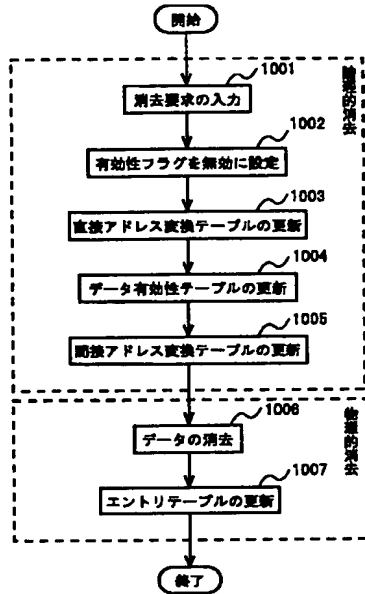 開始
論理的消去
1001
消去要求の入力
1002
有効性フラグを無効に設定
1003
直接アドレス変換テーブルの更新
1004
データ有効性テーブルの更新
1005
間接アドレス変換テーブルの更新
物理的消去
1006
データの消去
1007
エントリテーブルの更新
終了